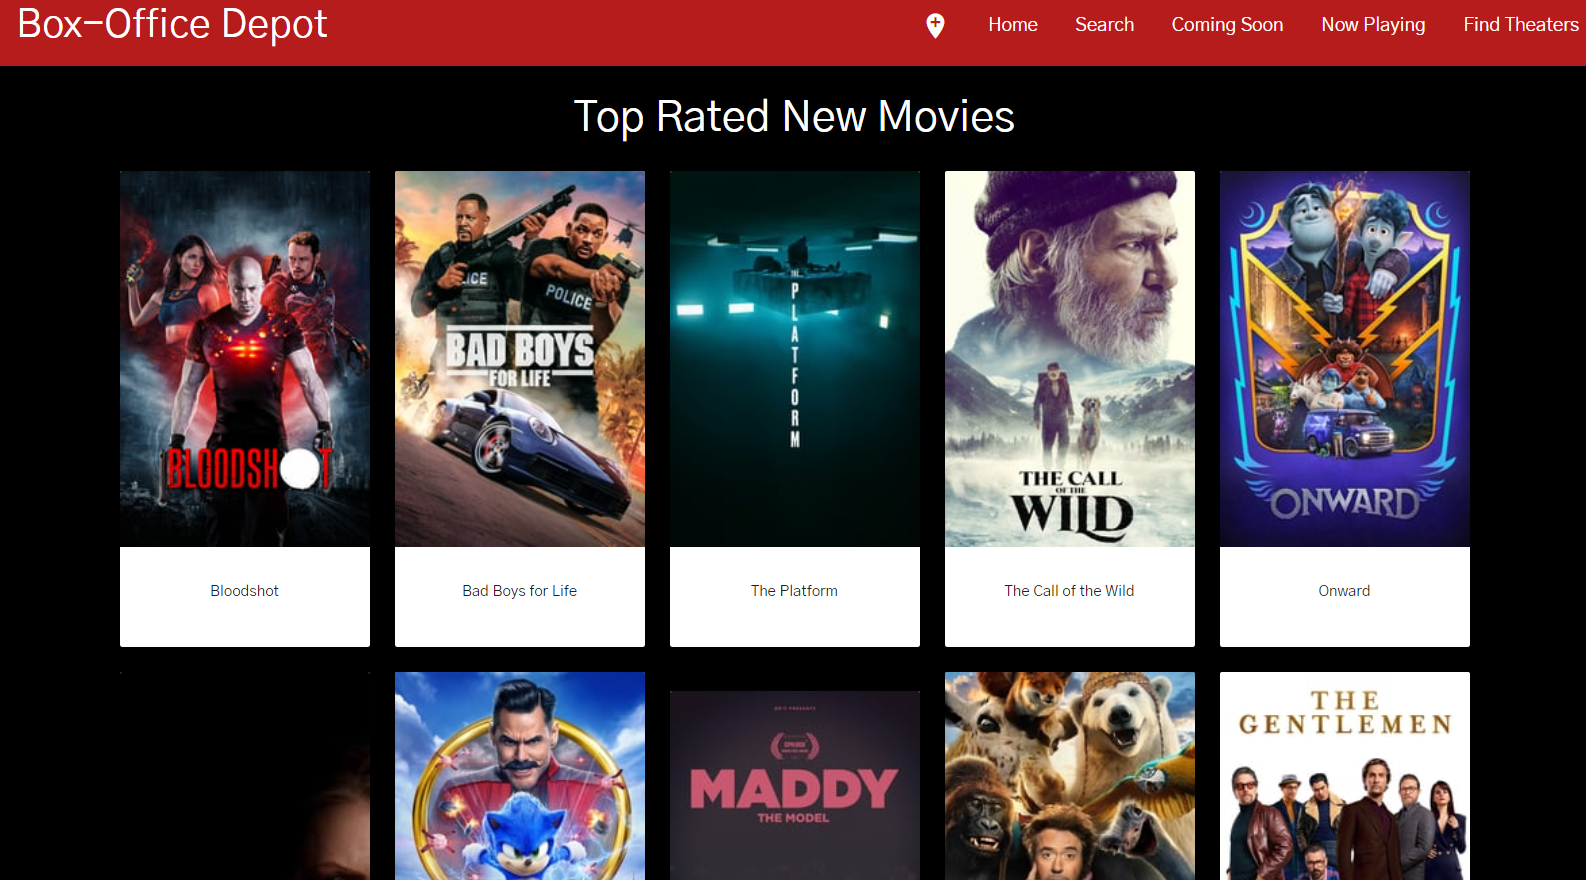 Box-Office Depot
Home
Search
Coming Soon
Now Playing
Find Theaters
Top Rated New Movies
BLOODSHOT
POLICE
BAD BOYS
FOR LIFE
THE
PLATFORM
THE CALL
OF THE
WILD
ONWARD
Bloodshot
Bad Boys for Life
The Platform
The Call of the Wild
Onward
MADDY
THE MODEL
THE
GENTLEMEN